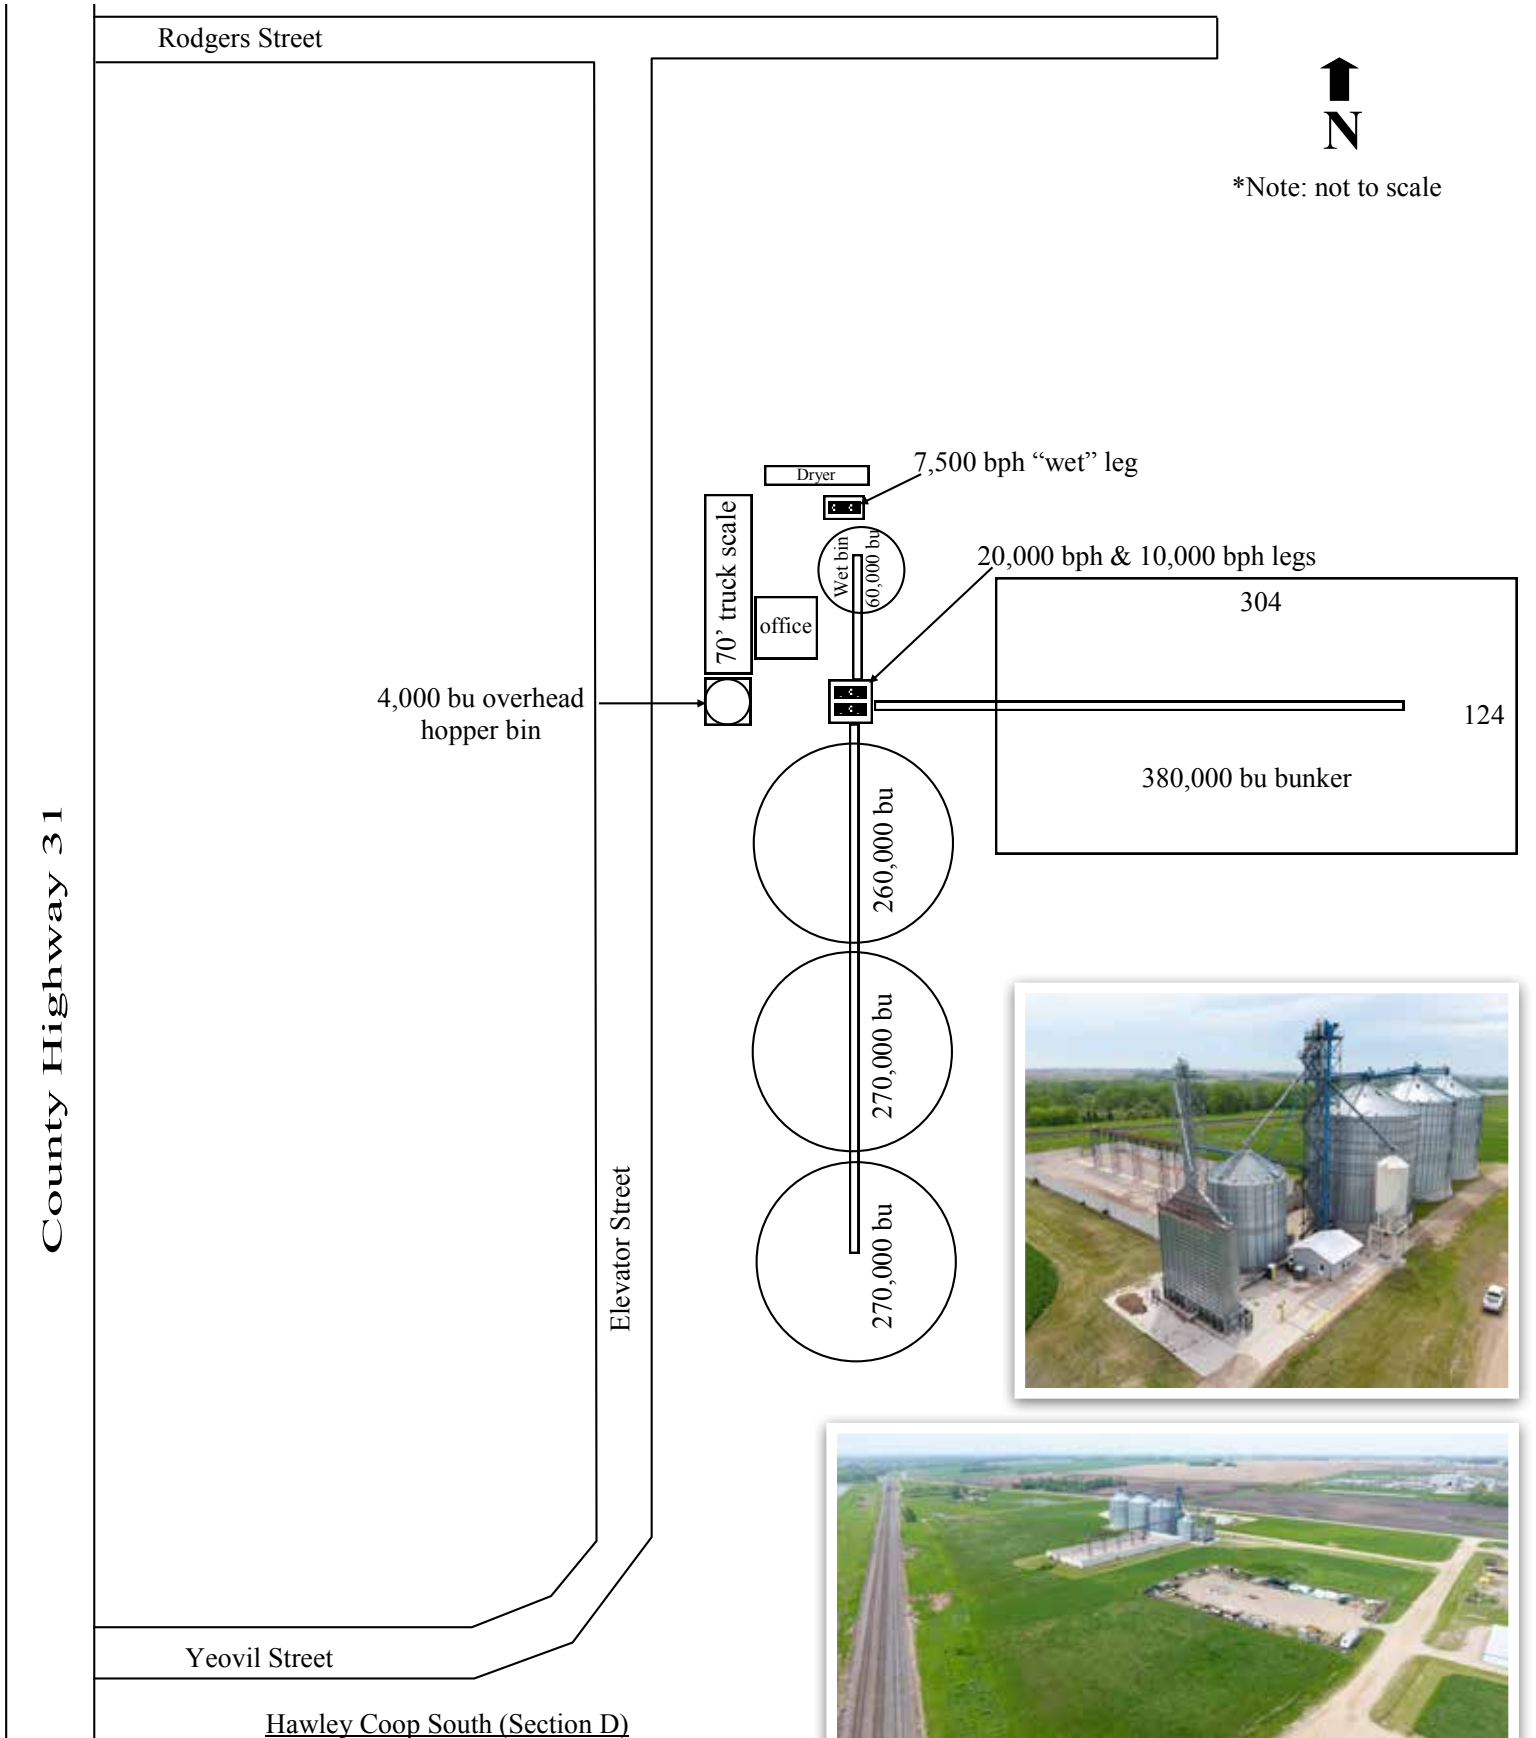 Rodgers Street
N
*Note: not to scale
7,500 bph “wet” leg
Dryer
70’ truck scale
Wet bin
60,000 bu
20,000 bph & 10,000 bph legs
304
office
4,000 bu overhead
hopper bin
124
380,000 bu bunker
260,000 bu
County Highway 31
270,000 bu
Elevator Street
270,000 bu
Yeovil Street
Hawley Coop South (Section D)